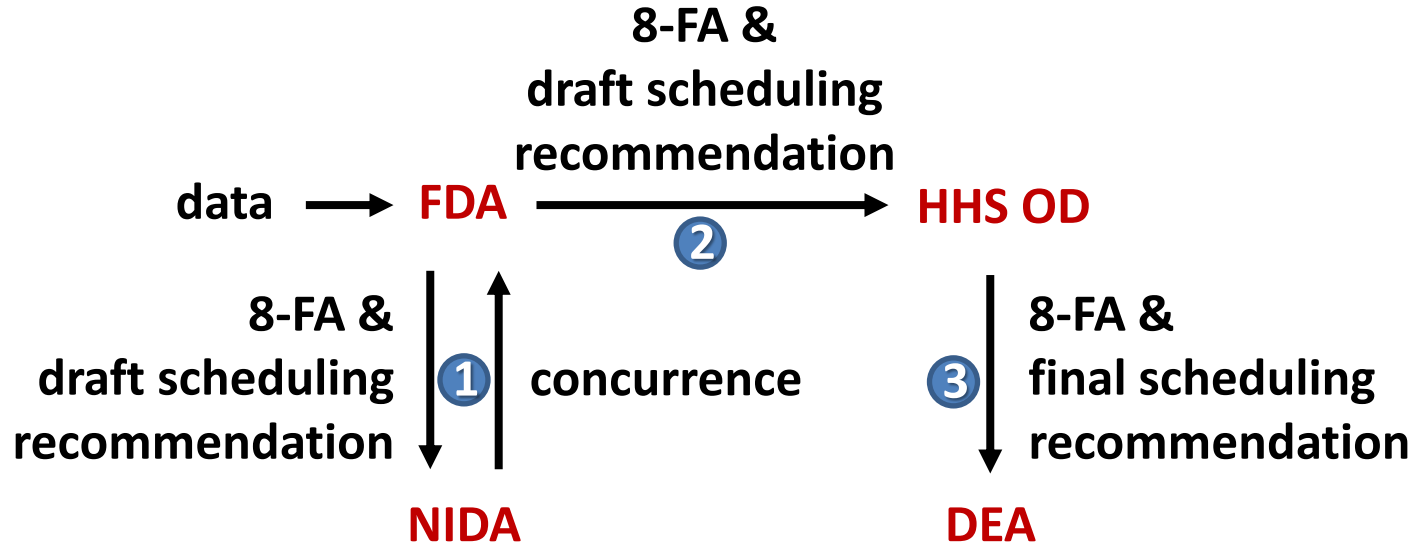 8-FA &
draft scheduling
recommendation
data
FDA
2
HHS OD
8-FA &
draft scheduling
recommendation
1
concurrence
3
8-FA &
final scheduling
recommendation
NIDA
DEA